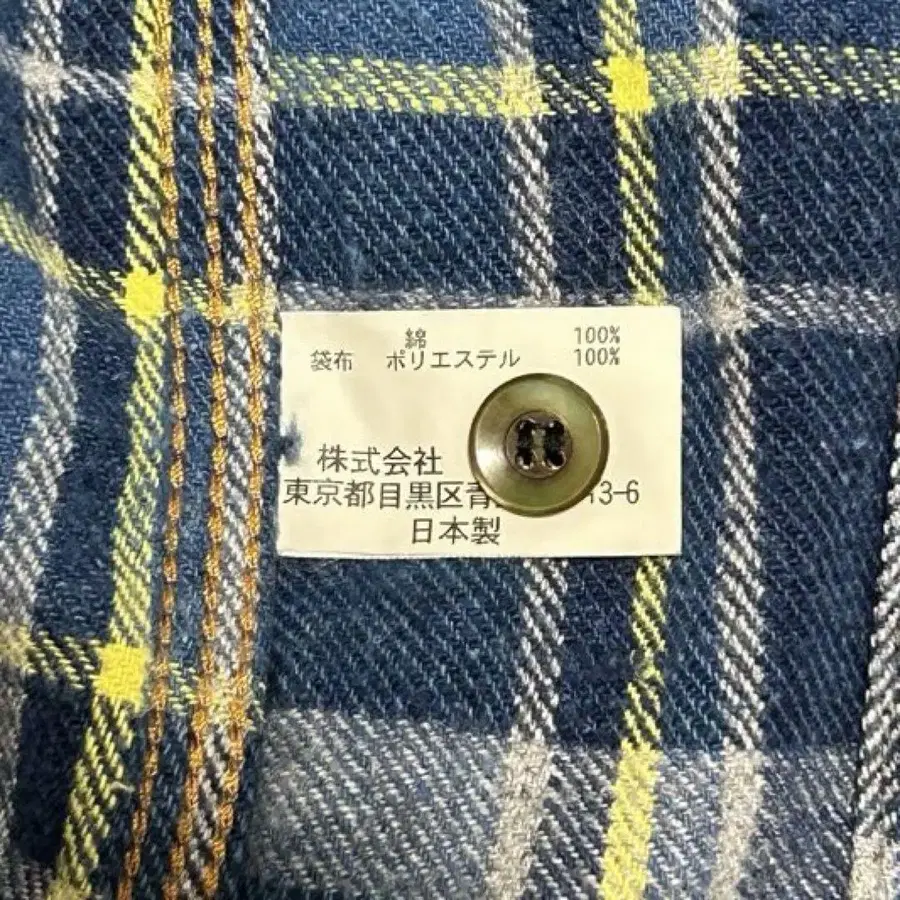 綿 100%
袋布 ポリエステル 100%
株式会社
東京都目黒区青 13-6
日本製